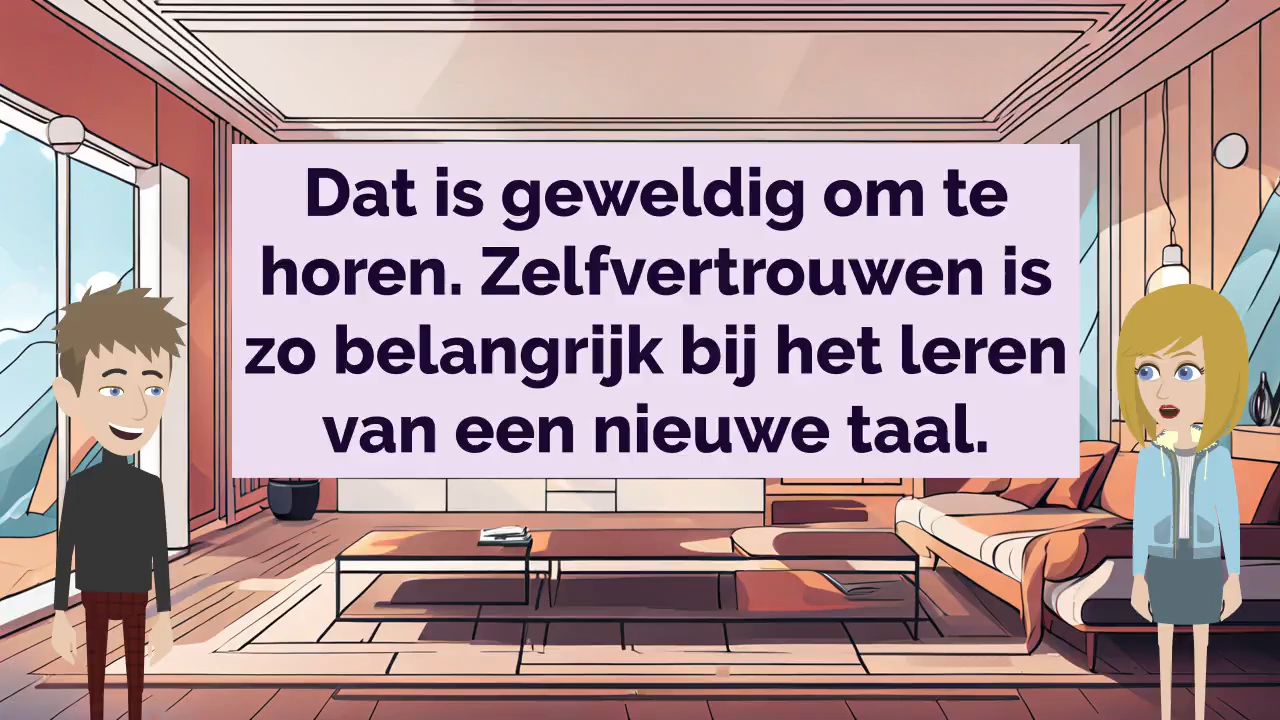 Dat is geweldig om te
horen. Zelfvertrouwen is
zo belangrijk bij het leren
van een nieuwe taal.